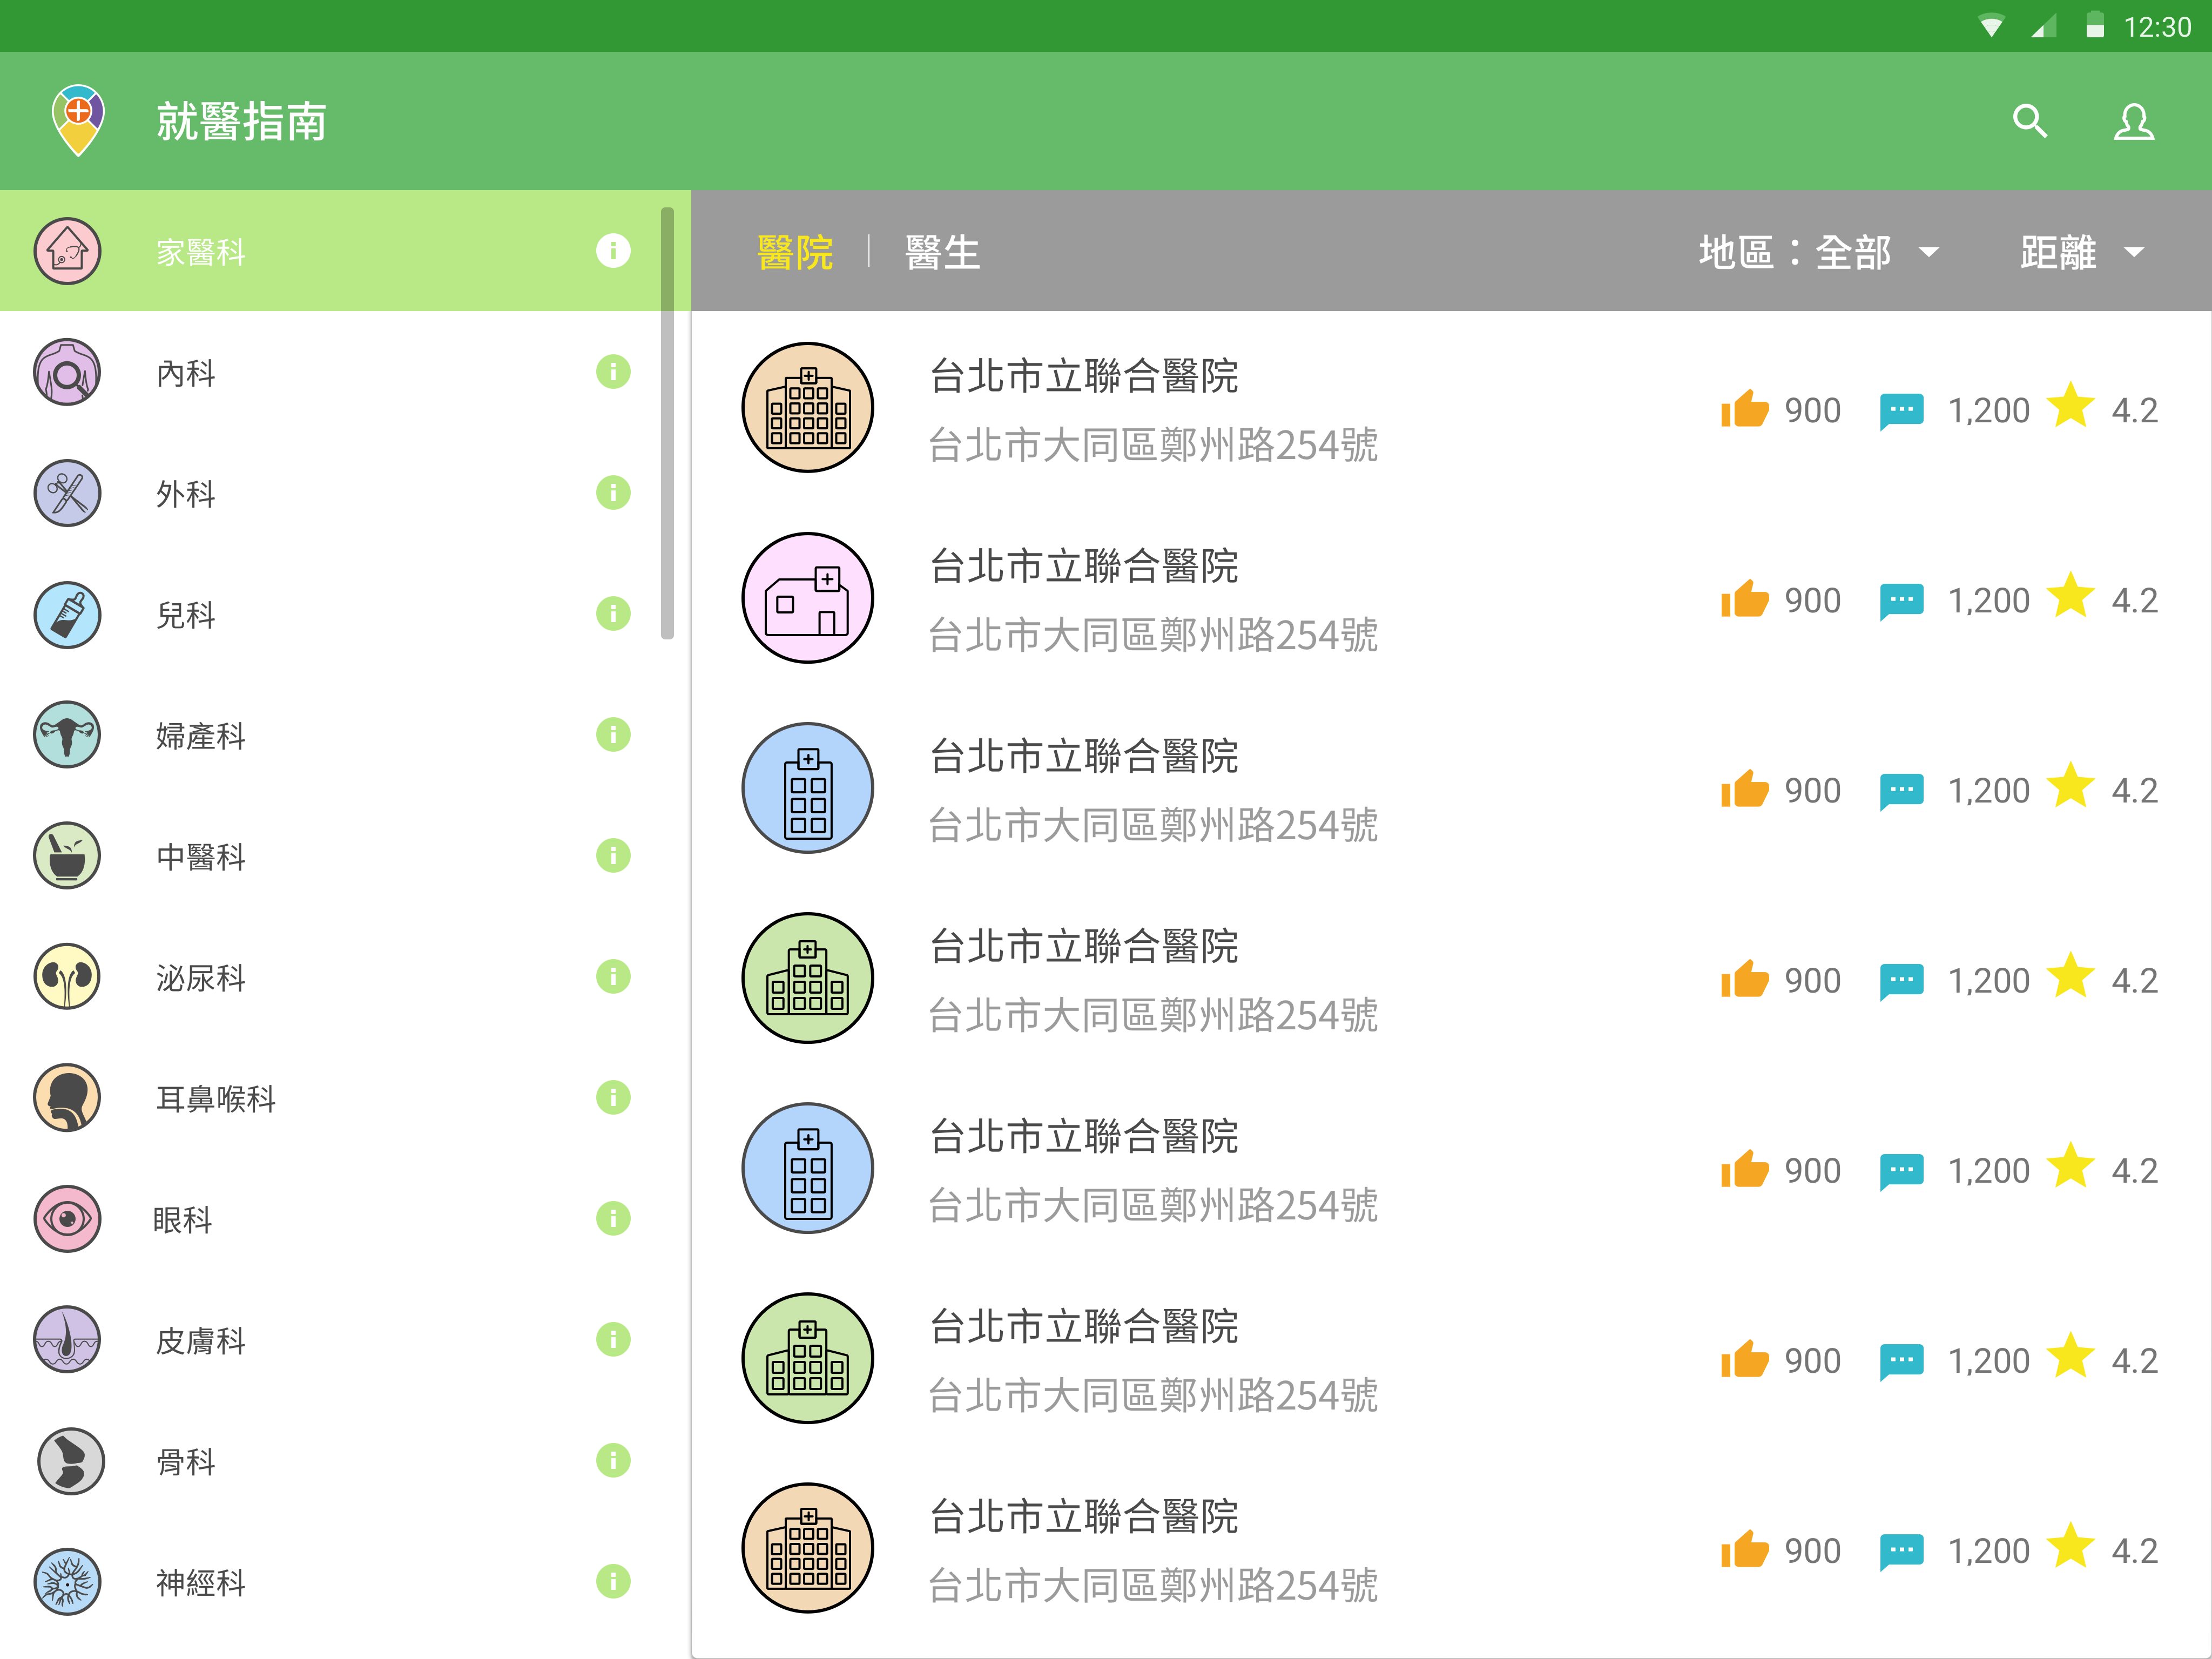 12:30
就醫指南
家醫科
內科
外科
兒科
婦產科
中醫科
泌尿科
耳鼻喉科
眼科
皮膚科
骨科
神經科
醫院 醫生 地區：全部 距離
台北市立聯合醫院
台北市大同區鄭州路254號
900 1,200 4.2
台北市立聯合醫院
台北市大同區鄭州路254號
900 1,200 4.2
台北市立聯合醫院
台北市大同區鄭州路254號
900 1,200 4.2
台北市立聯合醫院
台北市大同區鄭州路254號
900 1,200 4.2
台北市立聯合醫院
台北市大同區鄭州路254號
900 1,200 4.2
台北市立聯合醫院
台北市大同區鄭州路254號
900 1,200 4.2
台北市立聯合醫院
台北市大同區鄭州路254號
900 1,200 4.2